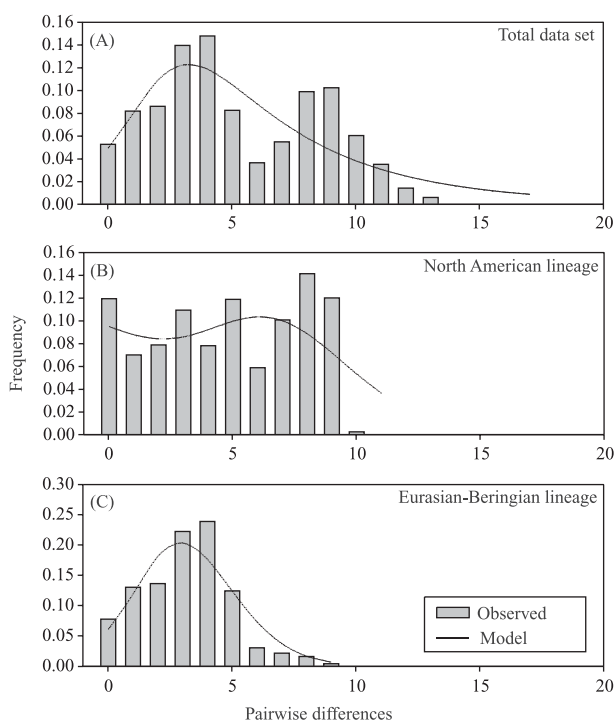 0.16
(A)
Total data set
0.14
0.12
0.10
0.08
0.06
0.04
0.02
0.00
0 5 10 15 20
0.16
(B)
North American lineage
0.14
0.12
0.10
0.08
0.06
0.04
0.02
0.00
0 5 10 15 20
Frequency
0.30
(C)
Eurasian-Beringian lineage
0.25
0.20
0.15
0.10
0.05
0.00
Observed
Model
0 5 10 15 20
Pairwise differences